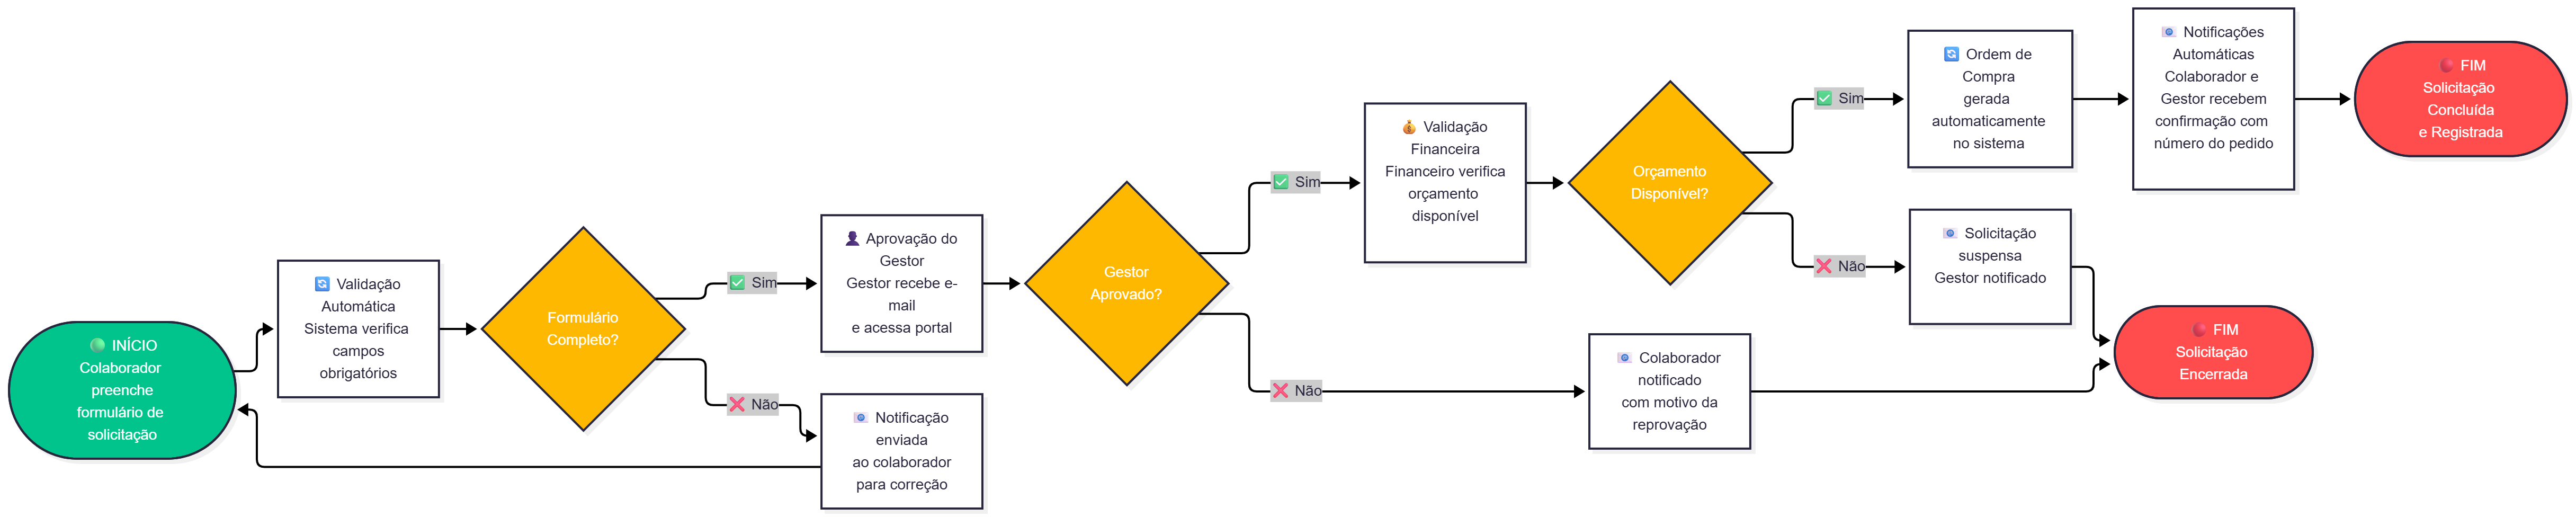 INÍCIO
Colaborador
preenche
formulário de
solicitação
Validação
Automática
Sistema verifica
campos
obrigatórios
Formulário
Completo?
Sim
Não
Aprovação do
Gestor
Gestor recebe e-
mail
e acessa portal
Notificação
enviada
ao colaborador
para correção
Gestor
Aprovado?
Sim
Não
Validação
Financeira
Financeiro verifica
orçamento
disponível
Orçamento
Disponível?
Sim
Não
Colaborador
notificado
com motivo da
reprovação
Ordem de
Compra
gerada
automaticamente
no sistema
Solicitação
suspensa
Gestor notificado
Notificações
Automáticas
Colaborador e
Gestor recebem
confirmação com
número do pedido
FIM
Solicitação
Encerrada
FIM
Solicitação
Concluída
e Registrada